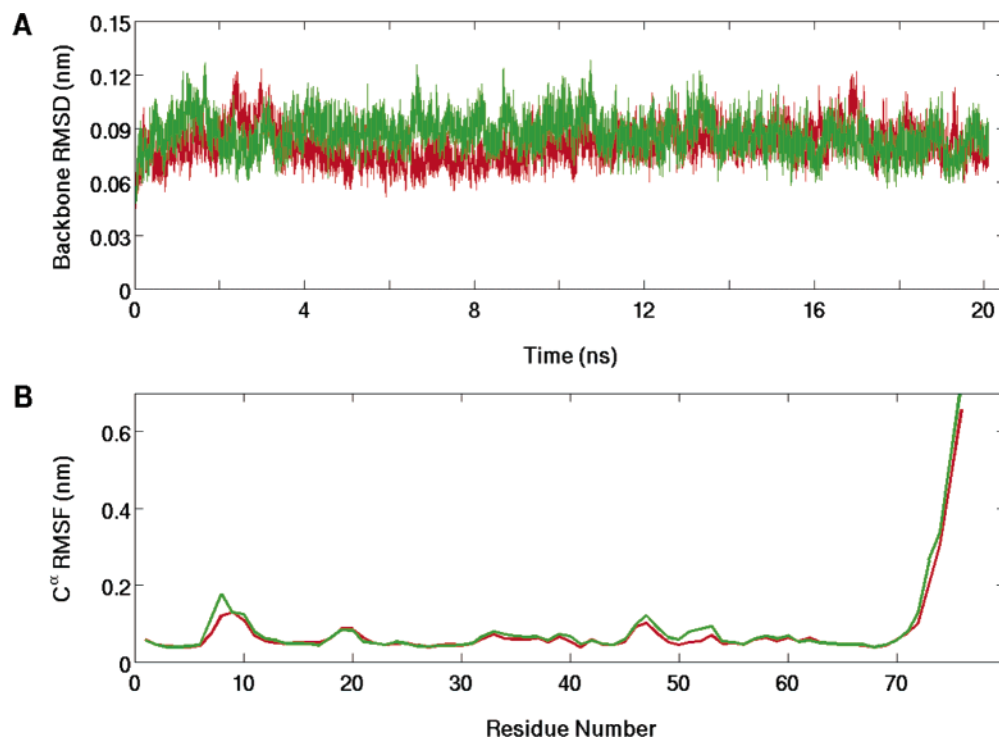 A
Backbone RMSD (nm)
0.15
0.12
0.09
0.06
0.03
0
0 4 8 12 16 20
Time (ns)
B
Cα RMSF (nm)
0.6
0.4
0.2
0
0 10 20 30 40 50 60 70
Residue Number